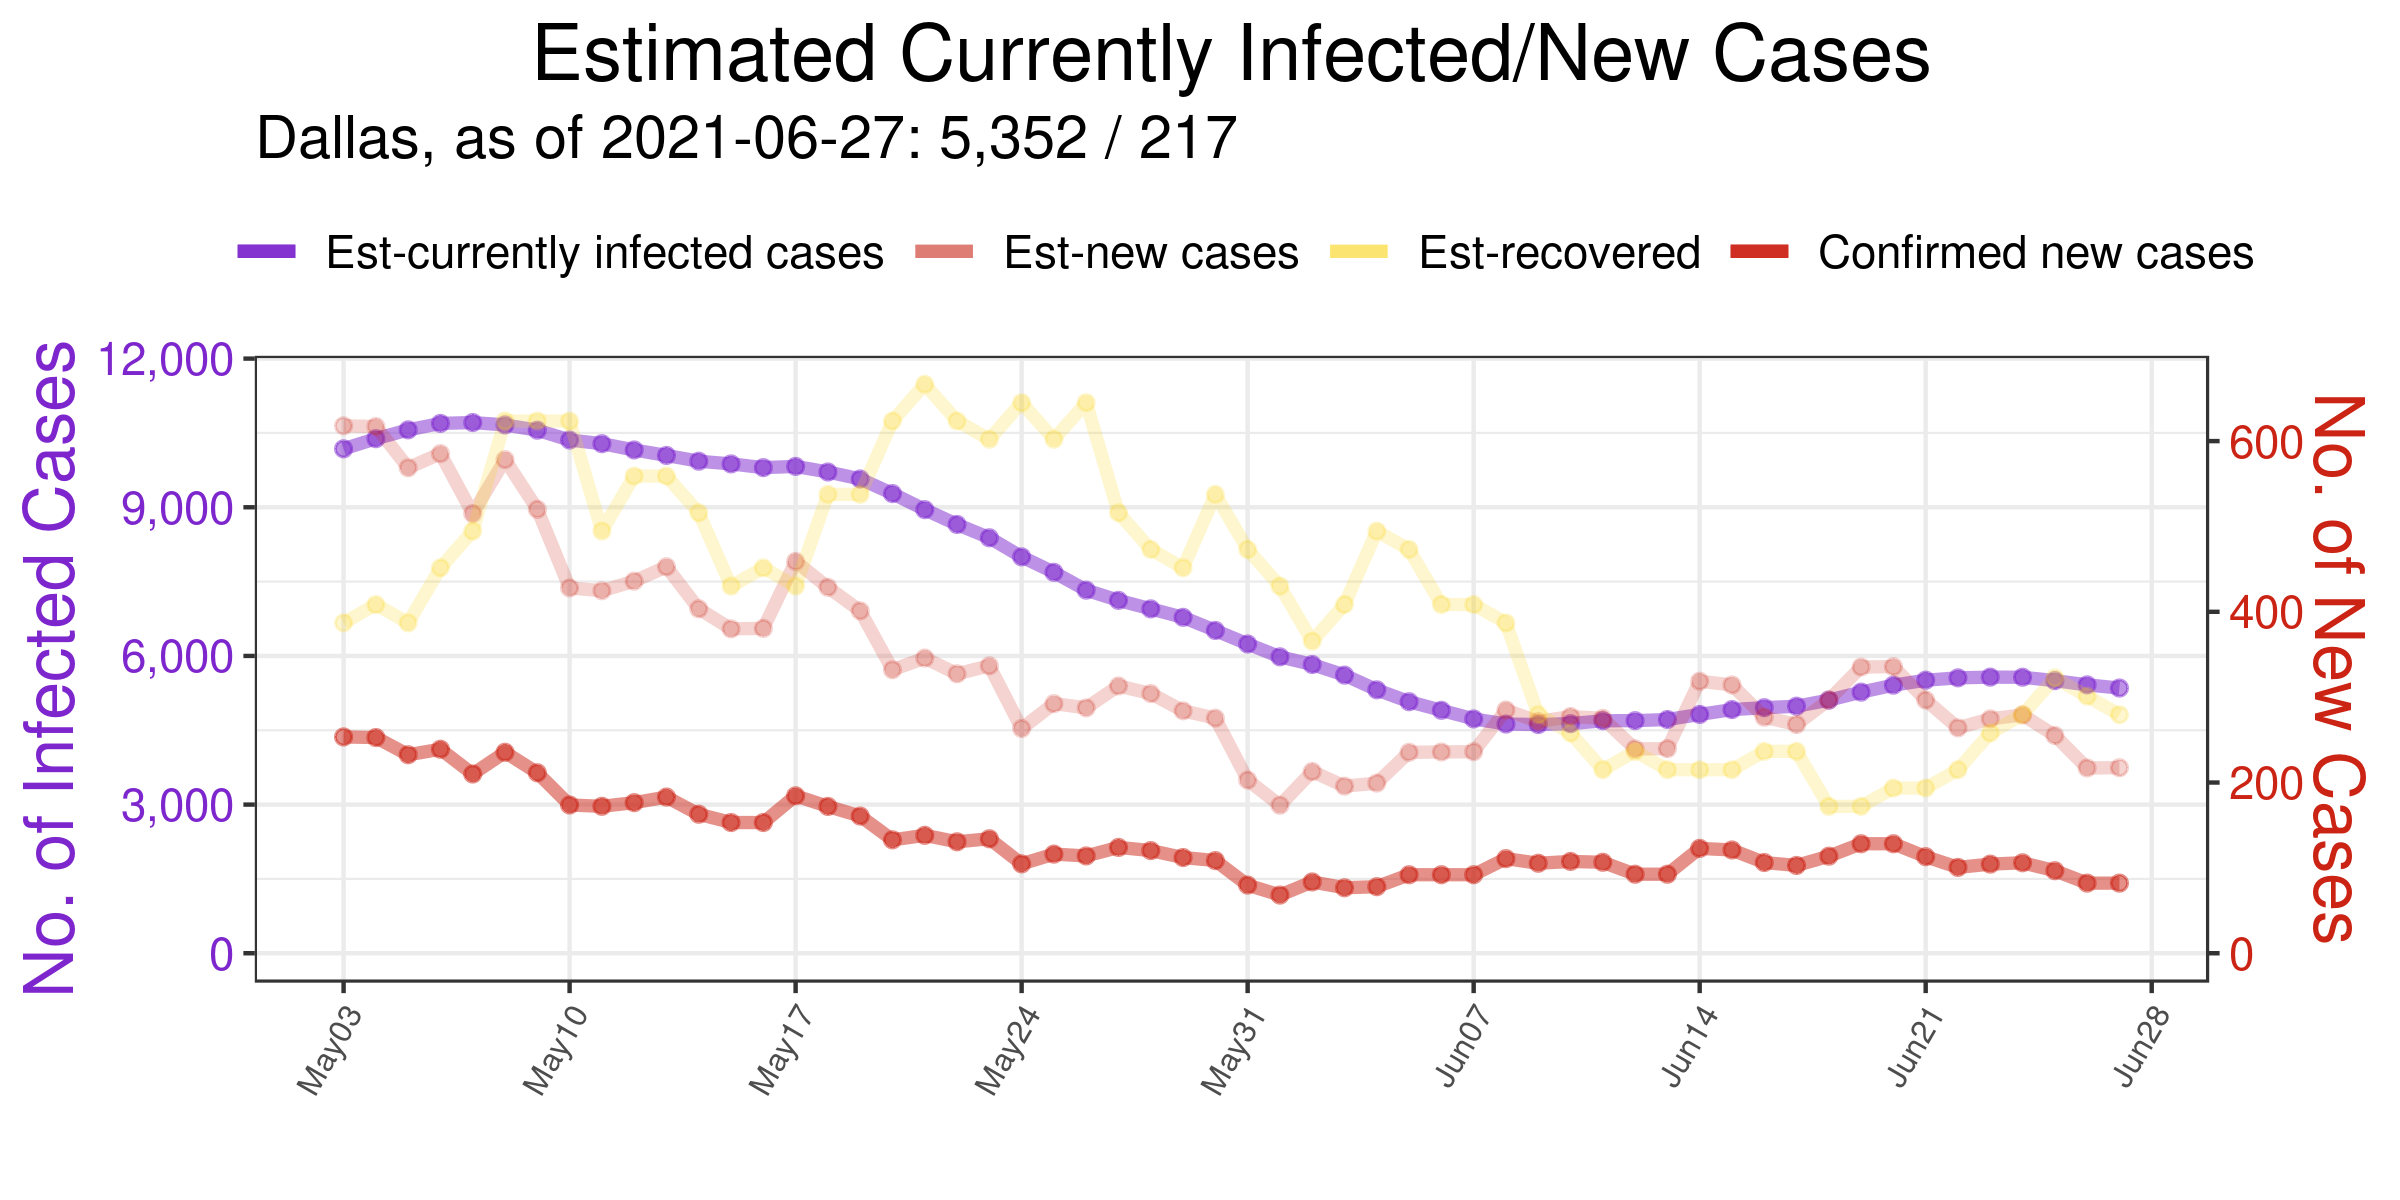 Estimated Currently Infected/New Cases
Dallas, as of 2021-06-27: 5,352 / 217
Est-currently infected cases
Est-new cases
Est-recovered
Confirmed new cases
No. of Infected Cases
12,000
9,000
6,000
3,000
0
600
400
200
0
No. of New Cases
May03
May10
May17
May24
May31
Jun07
Jun14
Jun21
Jun28